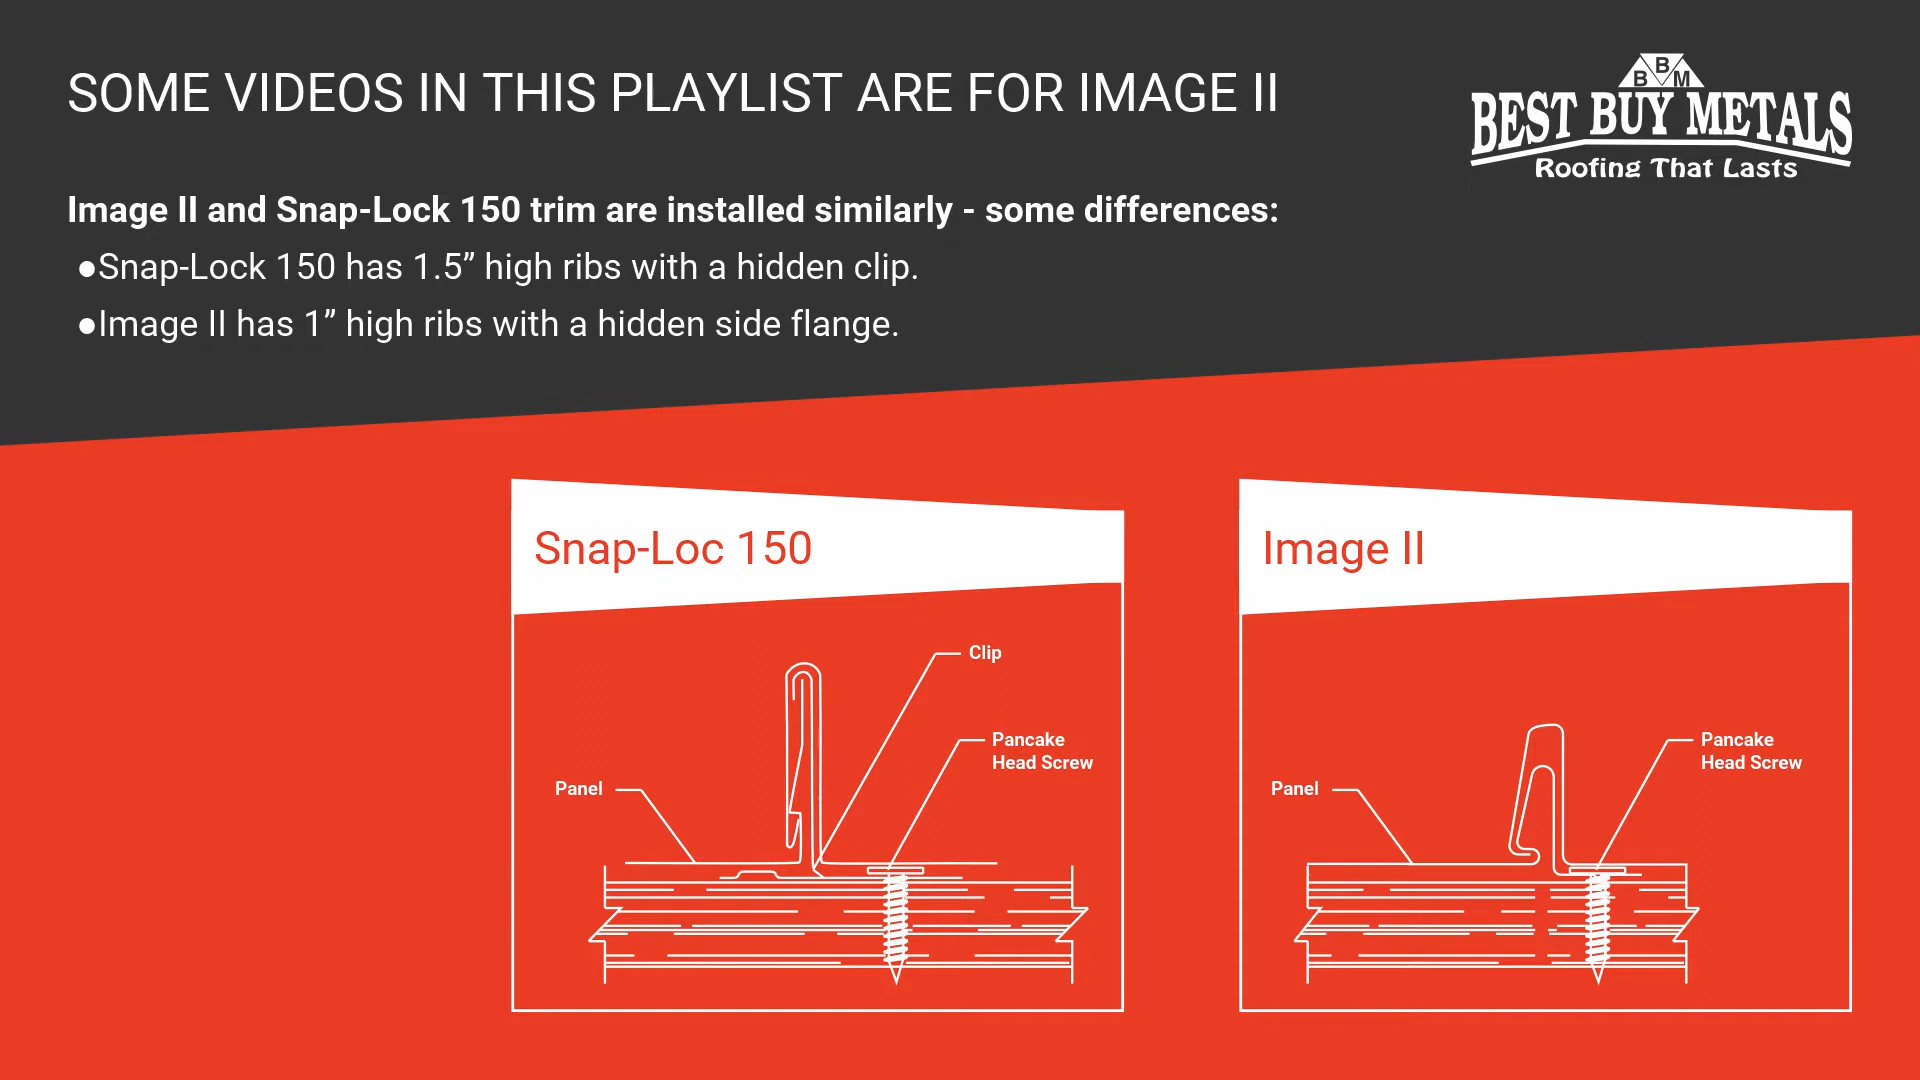 SOME VIDEOS IN THIS PLAYLIST ARE FOR IMAGE II
B B M
BEST BUY METALS
Roofing That Lasts
Image II and Snap-Lock 150 trim are installed similarly - some differences:
●Snap-Lock 150 has 1.5” high ribs with a hidden clip.
●Image II has 1” high ribs with a hidden side flange.
Snap-Loc 150
Clip
Pancake
Head Screw
Panel
Image II
Pancake
Head Screw
Panel